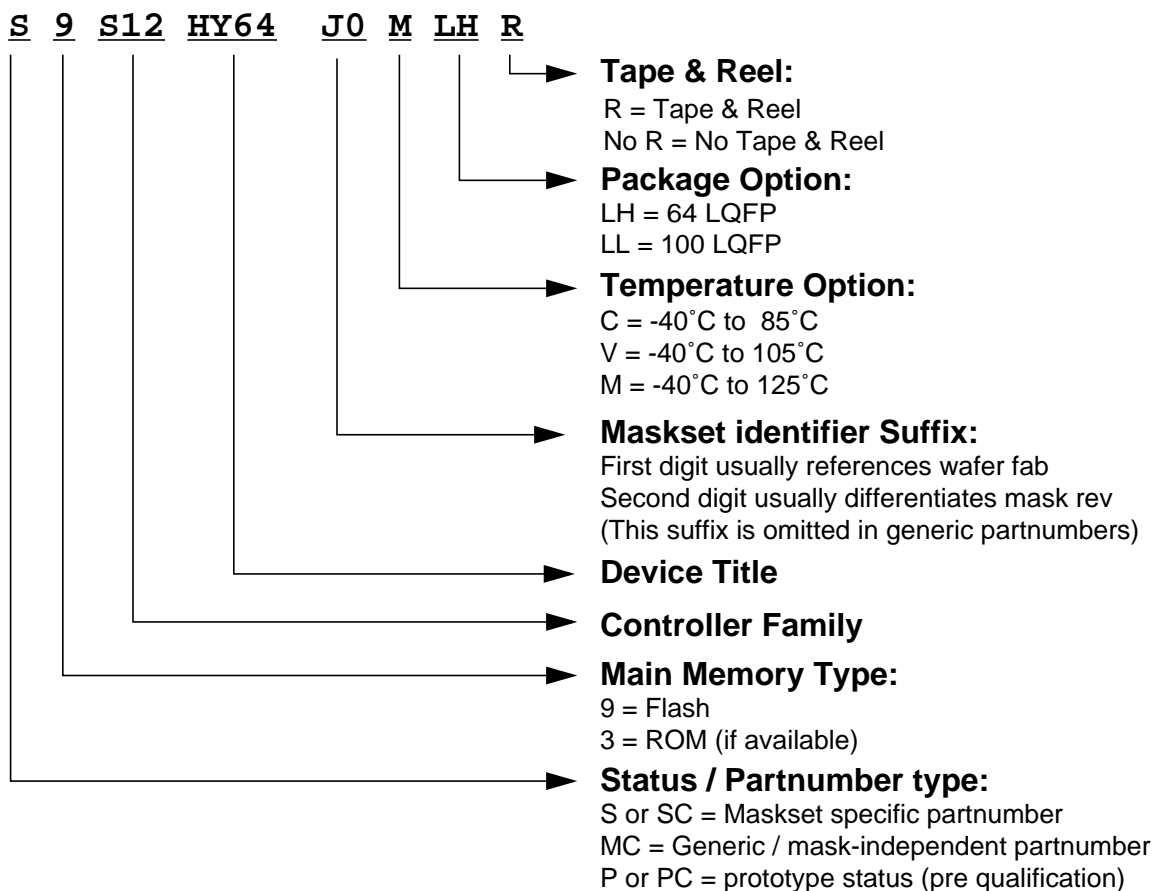 S 9 S12 HY64 J0 M LH R
Tape & Reel:
R = Tape & Reel
No R = No Tape & Reel
Package Option:
LH = 64 LQFP
LL = 100 LQFP
Temperature Option:
C = -40˚C to 85˚C
V = -40˚C to 105˚C
M = -40˚C to 125˚C
Maskset identifier Suffix:
First digit usually references wafer fab
Second digit usually differentiates mask rev
(This suffix is omitted in generic partnumbers)
Device Title
Controller Family
Main Memory Type:
9 = Flash
3 = ROM (if available)
Status / Partnumber type:
S or SC = Maskset specific partnumber
MC = Generic / mask-independent partnumber
P or PC = prototype status (pre qualification)